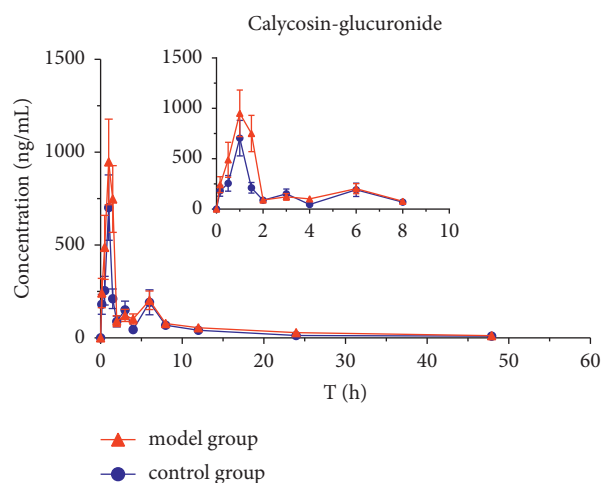 Calycosin-glucuronide
1500
1000
500
0
Concentration (ng/mL)
1500
1000
500
250
0
0 2 4 6 8 10
0 10 20 30 40 50 60
T (h)
model group
control group